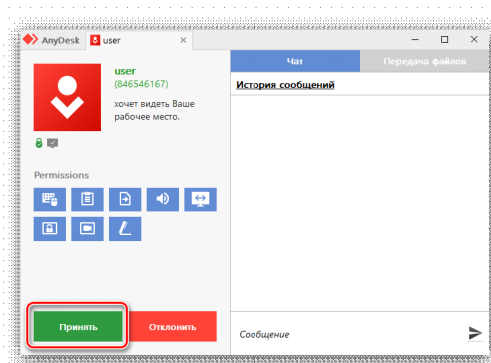 AnyDesk user
user
(846546167)
хочет видеть Ваше
рабочее место.
Permissions
Принять Отклонить
Чат Передача файлов
История сообщений
Сообщение